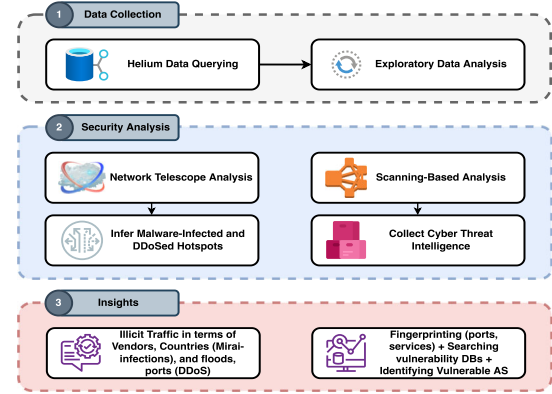 1 Data Collection
Helium Data Querying
Exploratory Data Analysis
2 Security Analysis
Network Telescope Analysis
Scanning-Based Analysis
Infer Malware-Infected and
DDoSed Hotspots
Collect Cyber Threat
Intelligence
3 Insights
Illicit Traffic in terms of
Vendors, Countries (Mirai-
infections), and floods,
ports (DDoS)
Fingerprinting (ports,
services) + Searching
vulnerability DBs +
Identifying Vulnerable AS